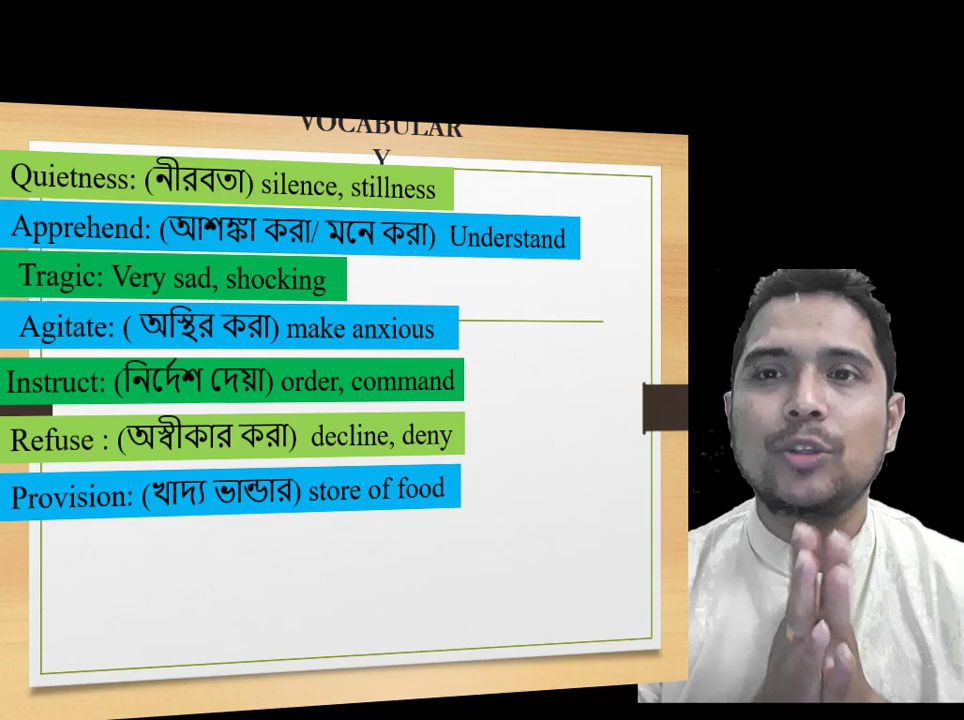 VOCABULAR
Y
Quietness: (নীরবতা) silence, stillness
Apprehend: (আশঙ্কা করা/ মনে করা) Understand
Tragic: Very sad, shocking
Agitate: ( অস্থির করা) make anxious
Instruct: (নির্দেশ দেয়া) order, command
Refuse : (অস্বীকার করা) decline, deny
Provision: (খাদ্য ভান্ডার) store of food